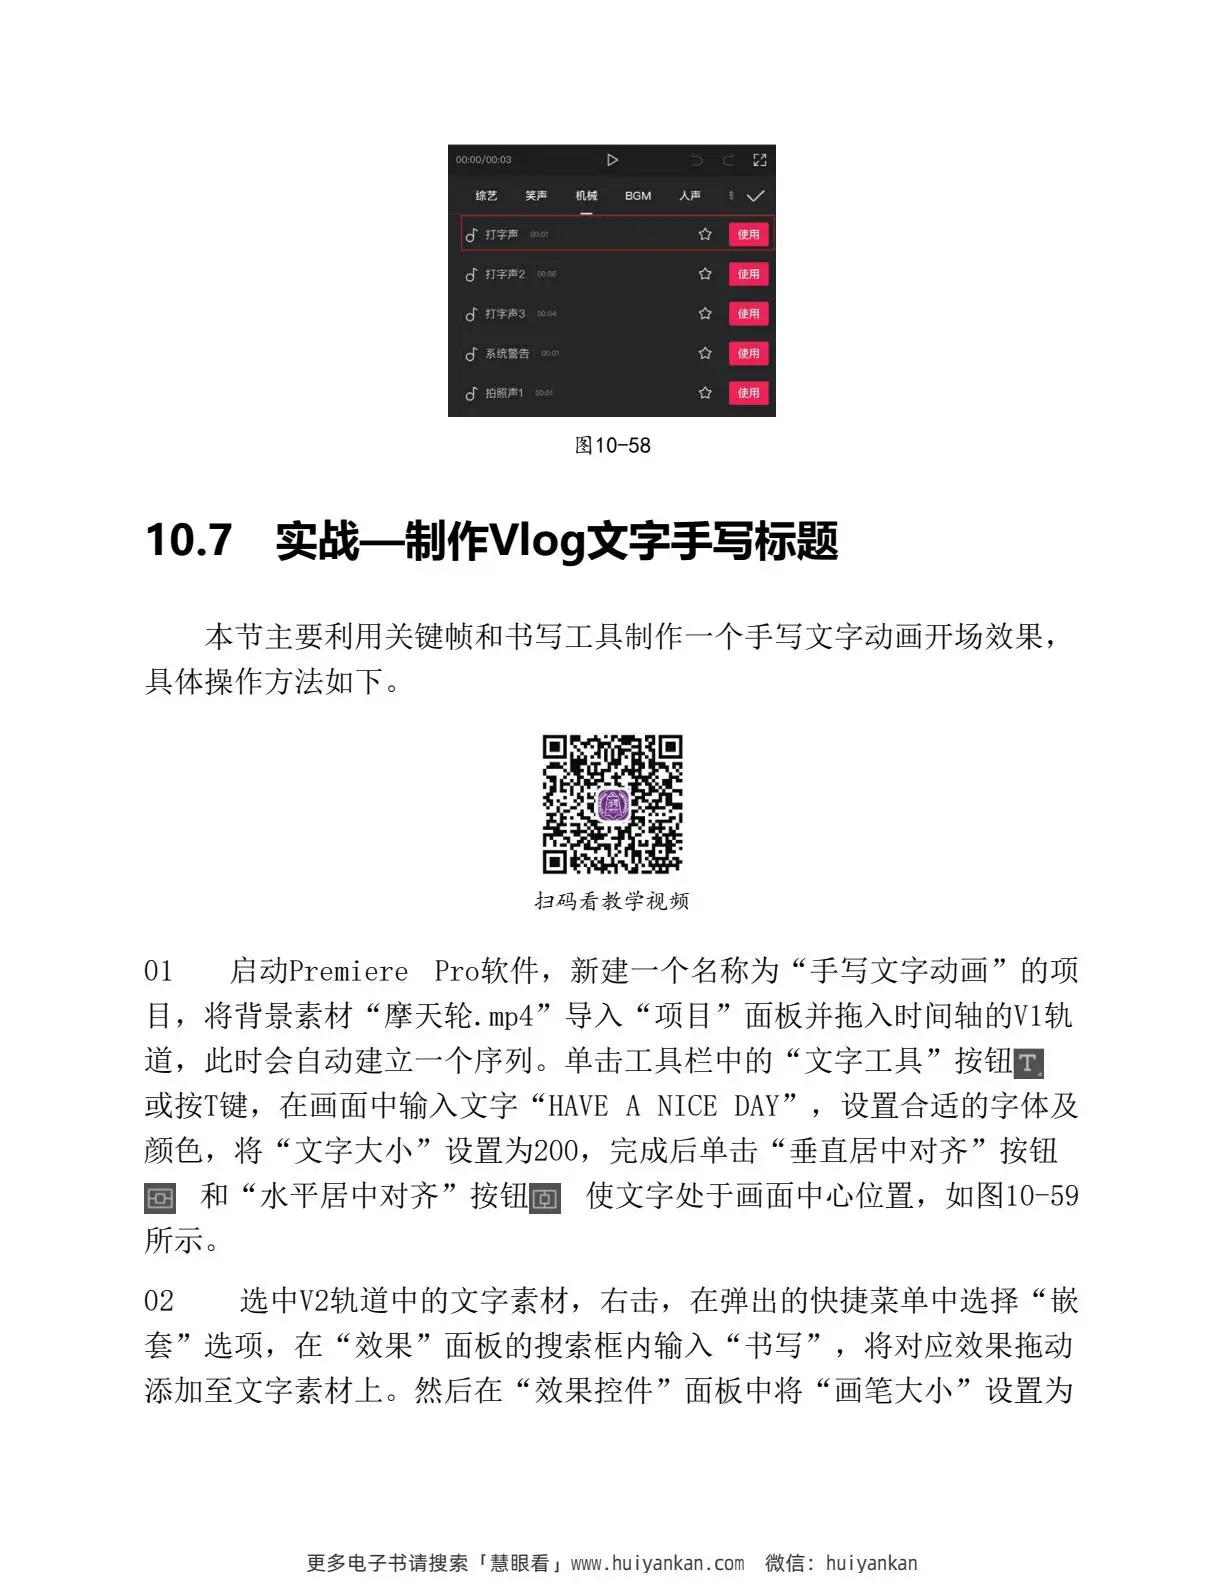 00:00/00:03
综艺 笑声 机械 BGM 人声
打字声 00:01 使用
打字声2 00:06 使用
打字声3 00:04 使用
系统警告 00:01 使用
拍照声1 00:01 使用
图10-58
10.7 实战—制作Vlog文字手写标题
本节主要利用关键帧和书写工具制作一个手写文字动画开场效果，
具体操作方法如下。
扫码看教学视频
01 启动Premiere Pro软件，新建一个名称为“手写文字动画”的项
目，将背景素材“摩天轮.mp4”导入“项目”面板并拖入时间轴的V1轨
道，此时会自动建立一个序列。单击工具栏中的“文字工具”按钮T
或按T键，在画面中输入文字“HAVE A NICE DAY”，设置合适的字体及
颜色，将“文字大小”设置为200，完成后单击“垂直居中对齐”按钮
和“水平居中对齐”按钮 使文字处于画面中心位置，如图10-59
所示。
02 选中V2轨道中的文字素材，右击，在弹出的快捷菜单中选择“嵌
套”选项，在“效果”面板的搜索框内输入“书写”，将对应效果拖动
添加至文字素材上。然后在“效果控件”面板中将“画笔大小”设置为
更多电子书请搜索「慧眼看」www.huiyankan.com 微信：huiyankan